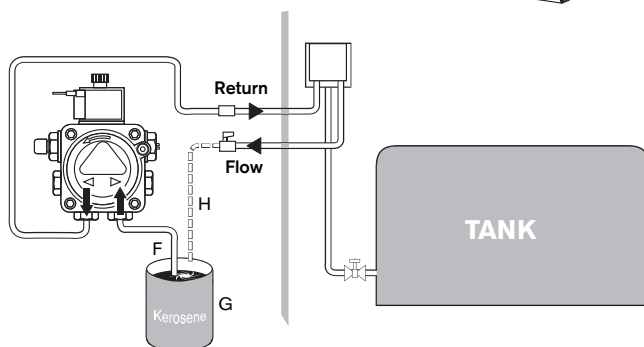 Return
Flow
H
F
G
Kerosene
TANK